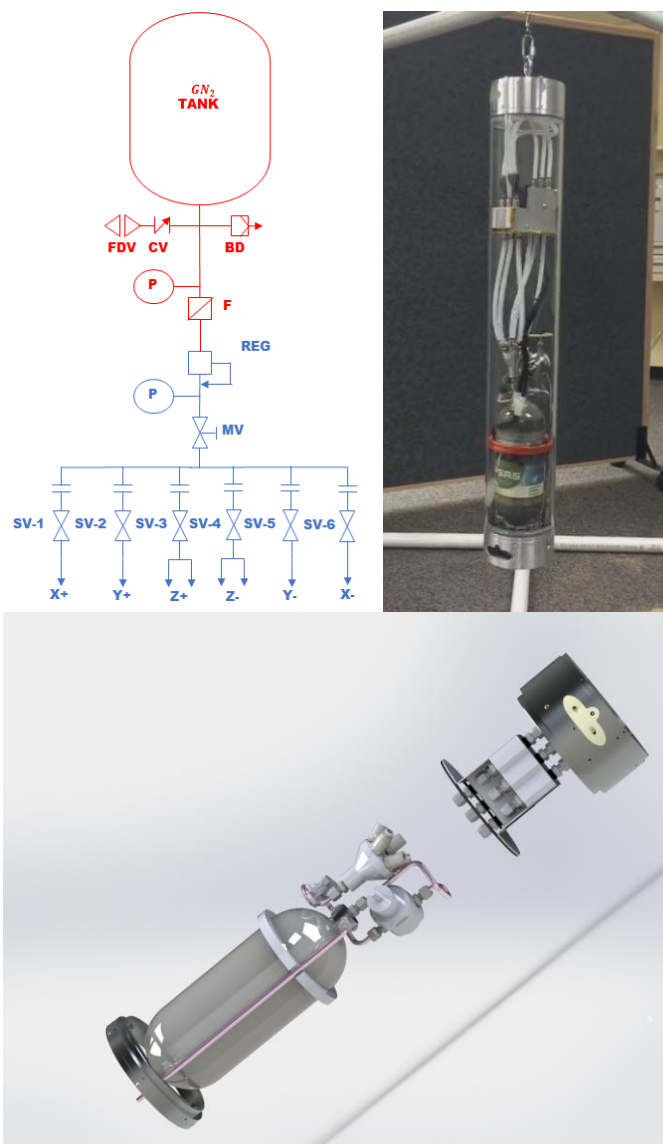 GN₂
TANK
FDV CV BD
P
F
REG
P
MV
SV-1 SV-2 SV-3 SV-4 SV-5 SV-6
X+ Y+ Z+ Z- Y- X-